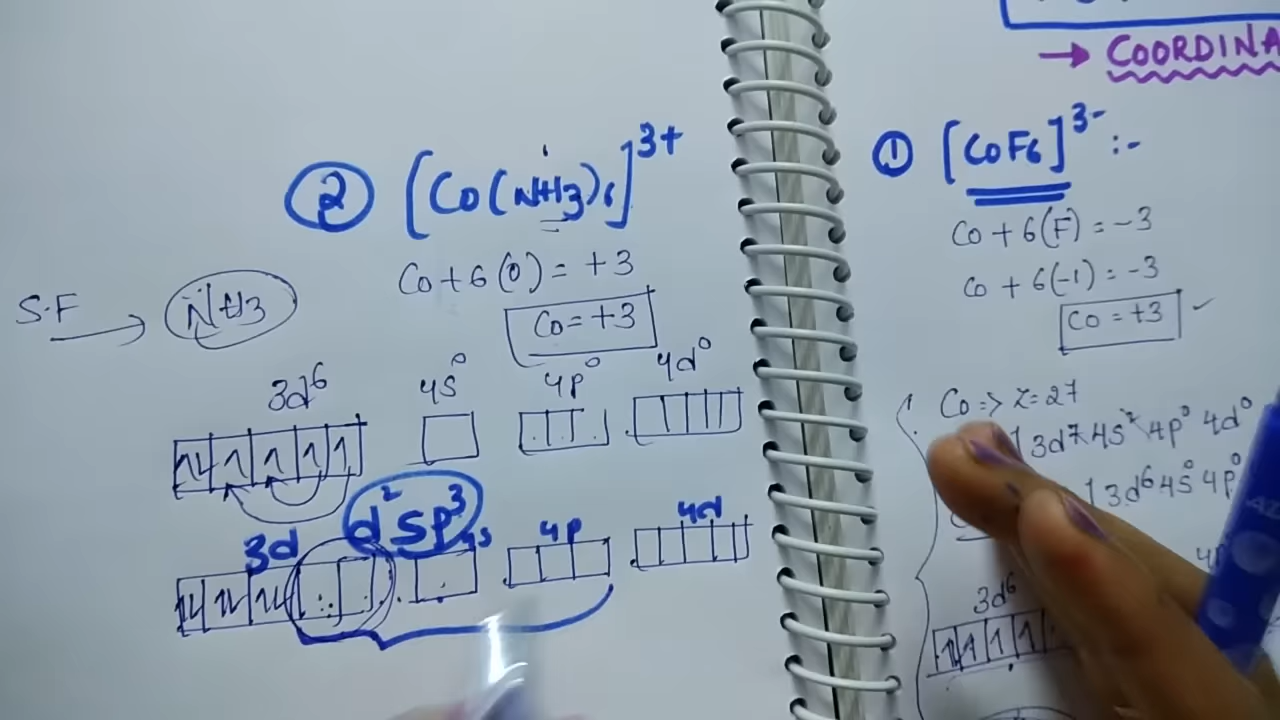 ② [Co(NH3)6]3+
Co + 6(0) = +3
Co = +3
S.F → N̈H3
3d6 4s0 4p0 4d0
d2sp3
3d 4s 4p 4d
→ COORDINA
① [CoF6]3- :-
Co + 6(F) = -3
Co + 6(-1) = -3
Co = +3 ✓
Co => Z = 27
] 3d7 4s2 4p0 4d0
] 3d6 4s0 4p0
4p
3d6